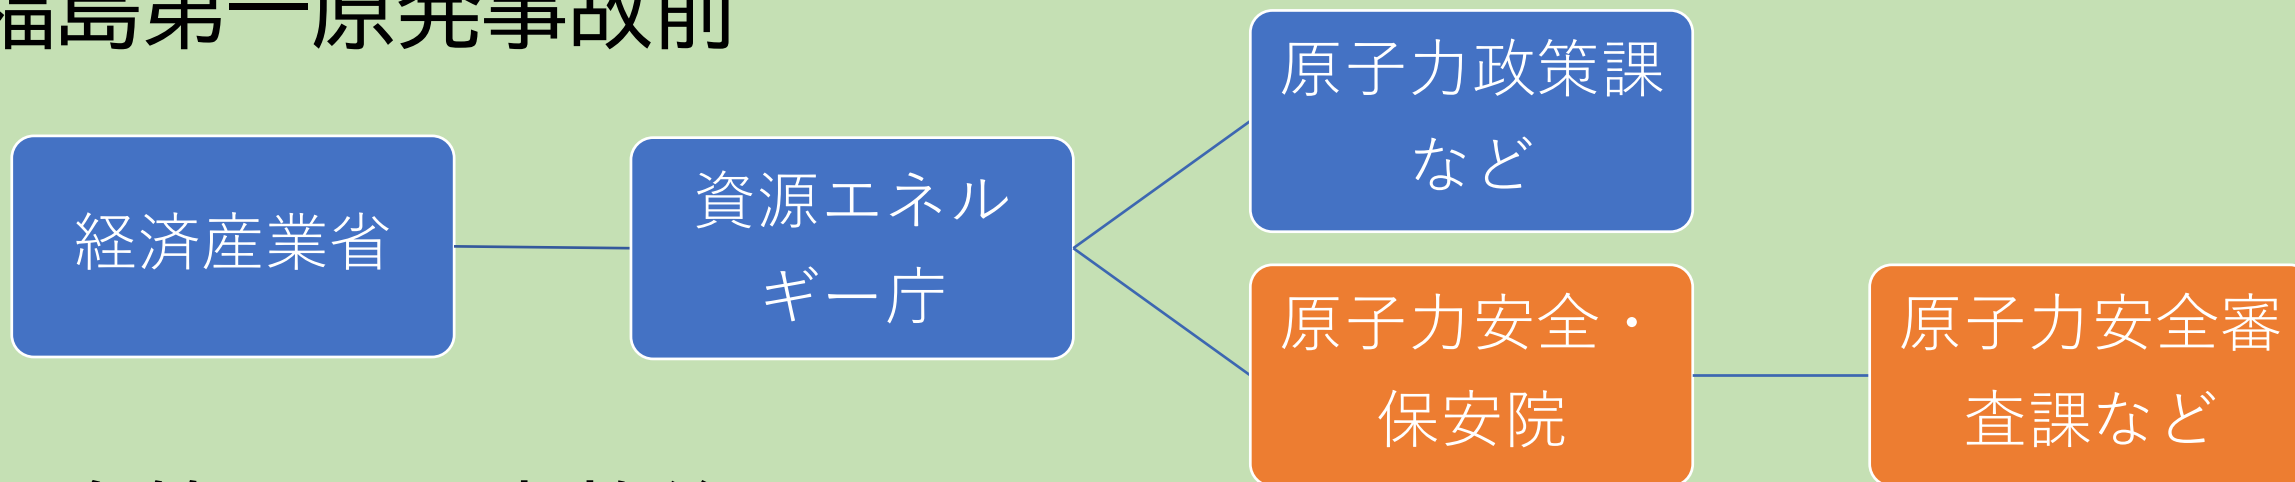 福島第一原発事故前
原子力政策課
など
経済産業省
資源エネル
ギー庁
原子力安全・
保安院
原子力安全審
査課など